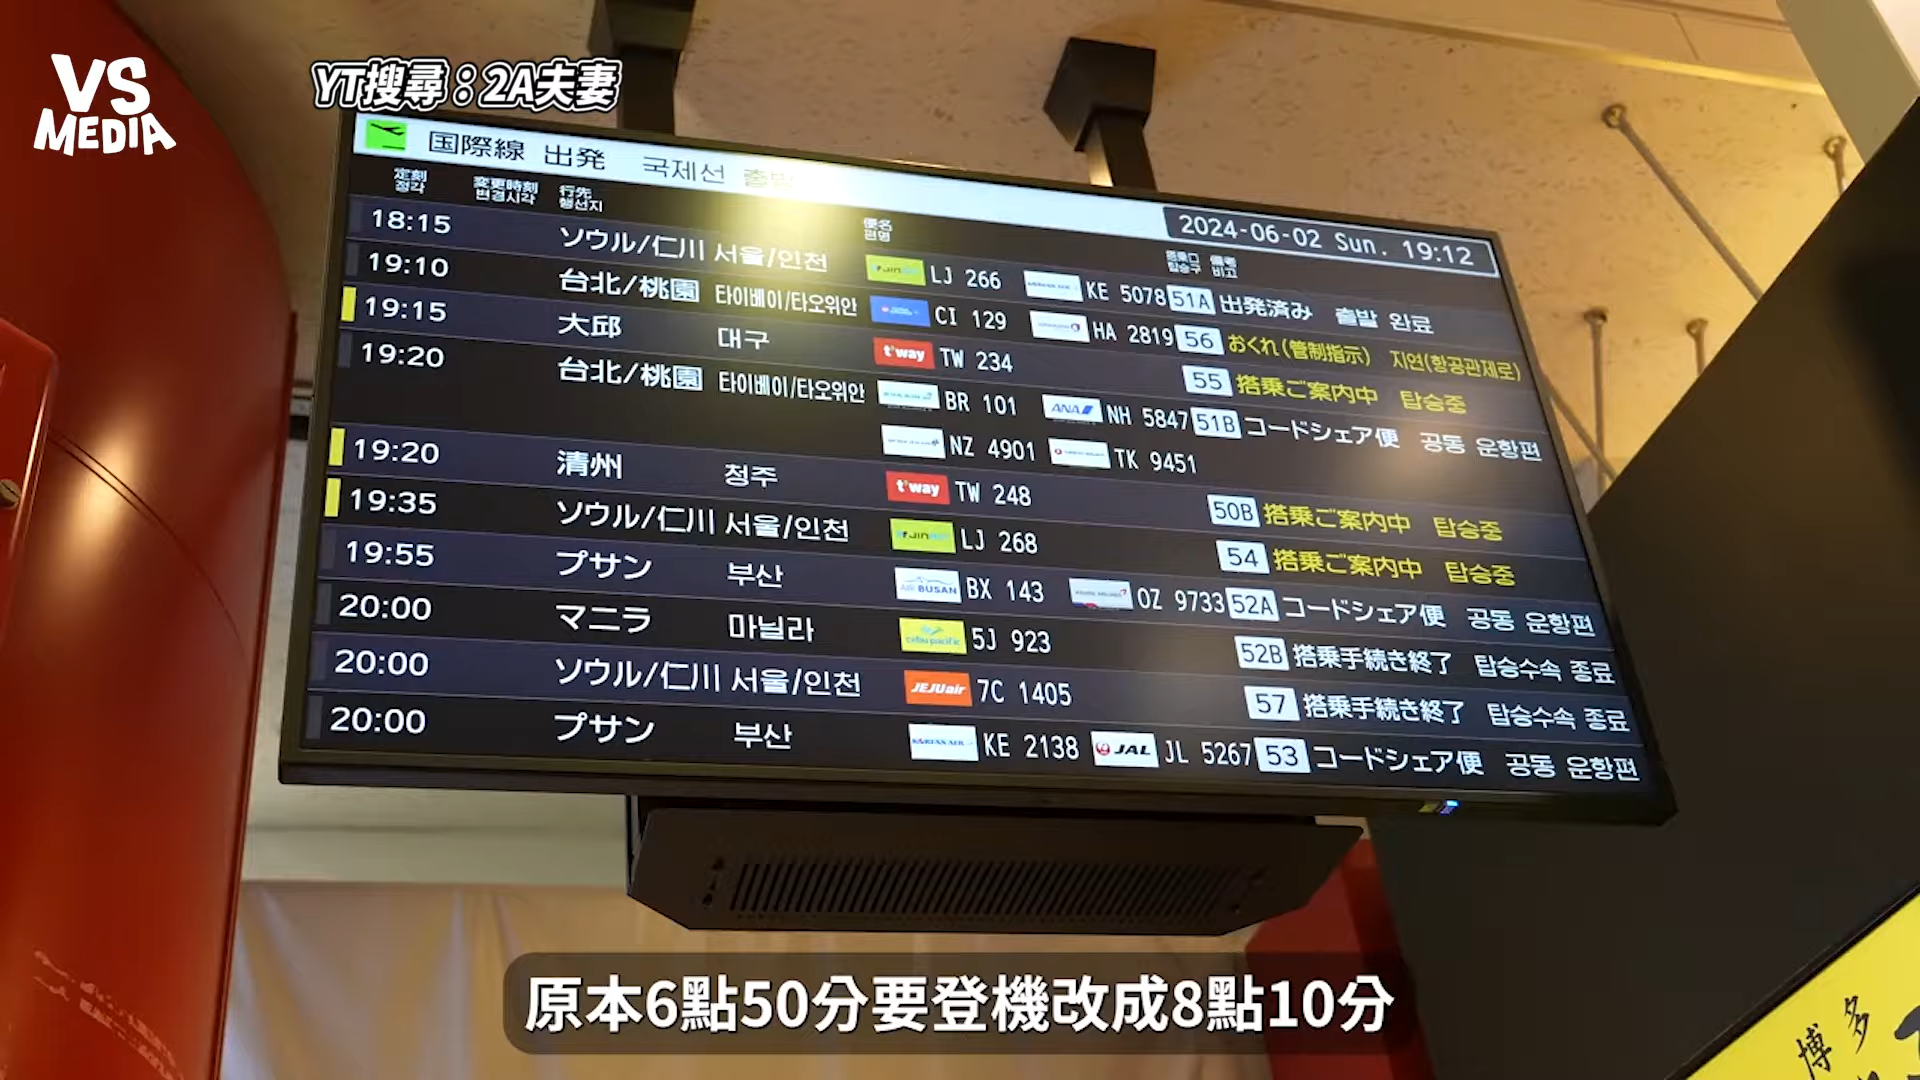 VS
MEDIA
YT搜尋：2A夫妻
国際線 出発 국제선 출발
2024-06-02 Sun. 19:12
定刻 変更時刻 行先 便名 搭乗口 備考
정각 변경시각 행선지 편명 탑승구 비고
18:15 ソウル/仁川 서울/인천 LJ 266 KE 5078 51A 出発済み 출발 완료
19:10 台北/桃園 타이베이/타오위안 CI 129 HA 2819 56 おくれ(管制指示) 지연(항공관제로)
19:15 大邱 대구 t'way TW 234 55 搭乗ご案内中 탑승중
19:20 台北/桃園 타이베이/타오위안 BR 101 ANA NH 5847 51B コードシェア便 공동 운항편
NZ 4901 TK 9451
19:20 清州 청주 t'way TW 248 50B 搭乗ご案内中 탑승중
19:35 ソウル/仁川 서울/인천 LJ 268 54 搭乗ご案内中 탑승중
19:55 プサン 부산 AIR BUSAN BX 143 OZ 9733 52A コードシェア便 공동 운항편
20:00 マニラ 마닐라 cebu pacific 5J 923 52B 搭乗手続き終了 탑승수속 종료
20:00 ソウル/仁川 서울/인천 JEJUair 7C 1405 57 搭乗手続き終了 탑승수속 종료
20:00 プサン 부산 KOREAN AIR KE 2138 JAL JL 5267 53 コードシェア便 공동 운항편
原本6點50分要登機改成8點10分
博多